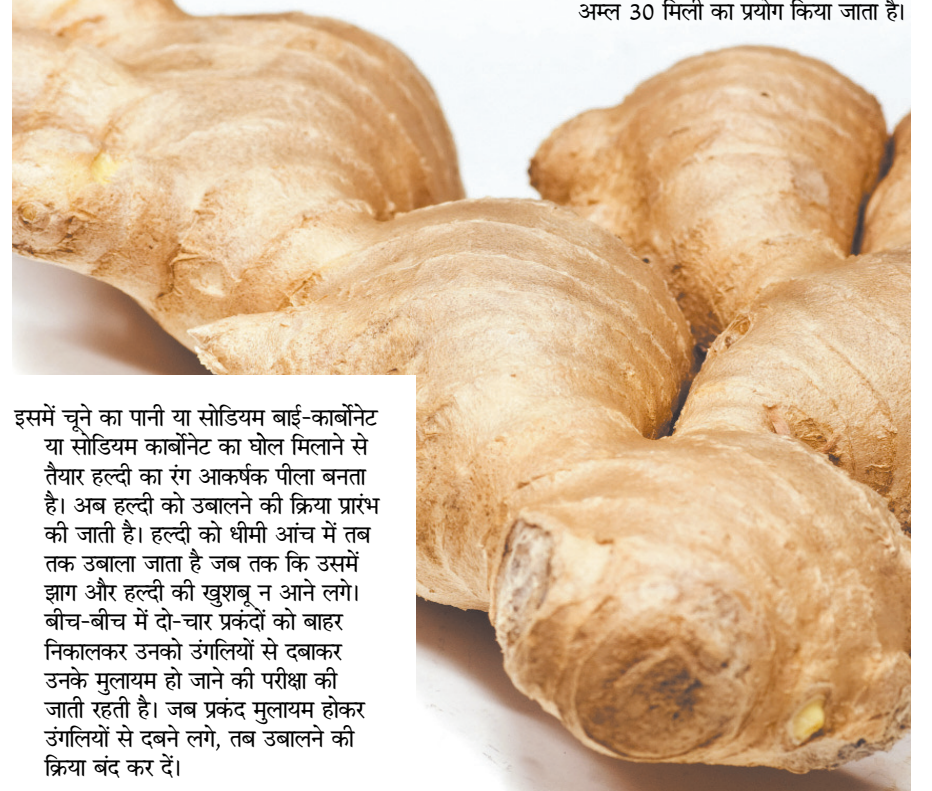 अम्ल 30 मिली का प्रयोग किया जाता है।
इसमें चूने का पानी या सोडियम बाई-कार्बोनेट
या सोडियम कार्बोनेट का घोल मिलाने से
तैयार हल्दी का रंग आकर्षक पीला बनता
है। अब हल्दी को उबालने की क्रिया प्रारंभ
की जाती है। हल्दी को धीमी आंच में तब
तक उबाला जाता है जब तक कि उसमें
झाग और हल्दी की खुशबू न आने लगे।
बीच-बीच में दो-चार प्रकंदों को बाहर
निकालकर उनको उंगलियों से दबाकर
उनके मुलायम हो जाने की परीक्षा की
जाती रहती है। जब प्रकंद मुलायम होकर
उंगलियों से दबने लगे, तब उबालने की
क्रिया बंद कर दें।